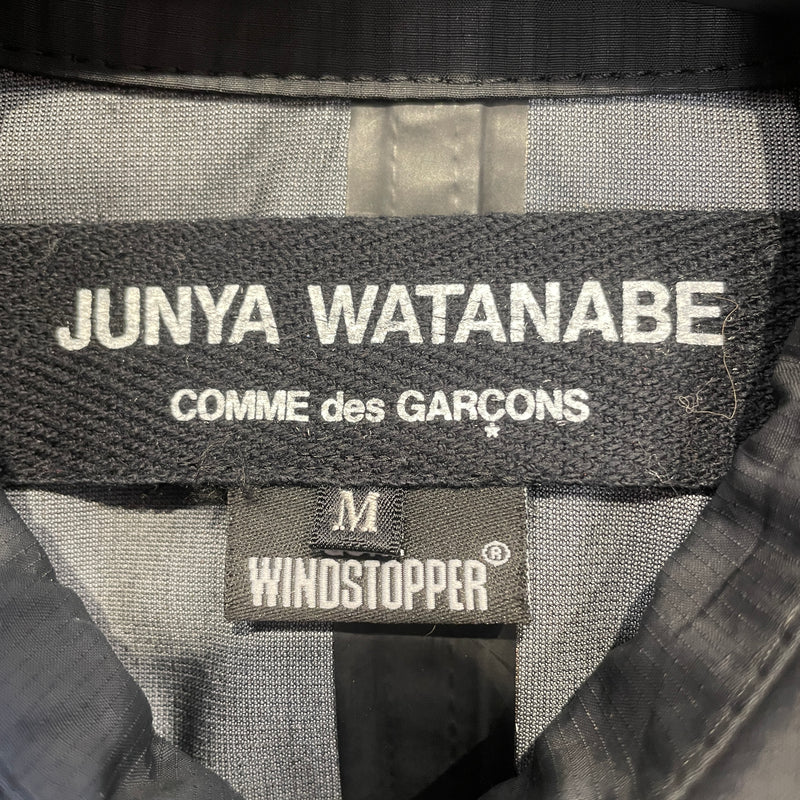 JUNYA WATANABE
COMME des GARÇONS
M
WINDSTOPPER®